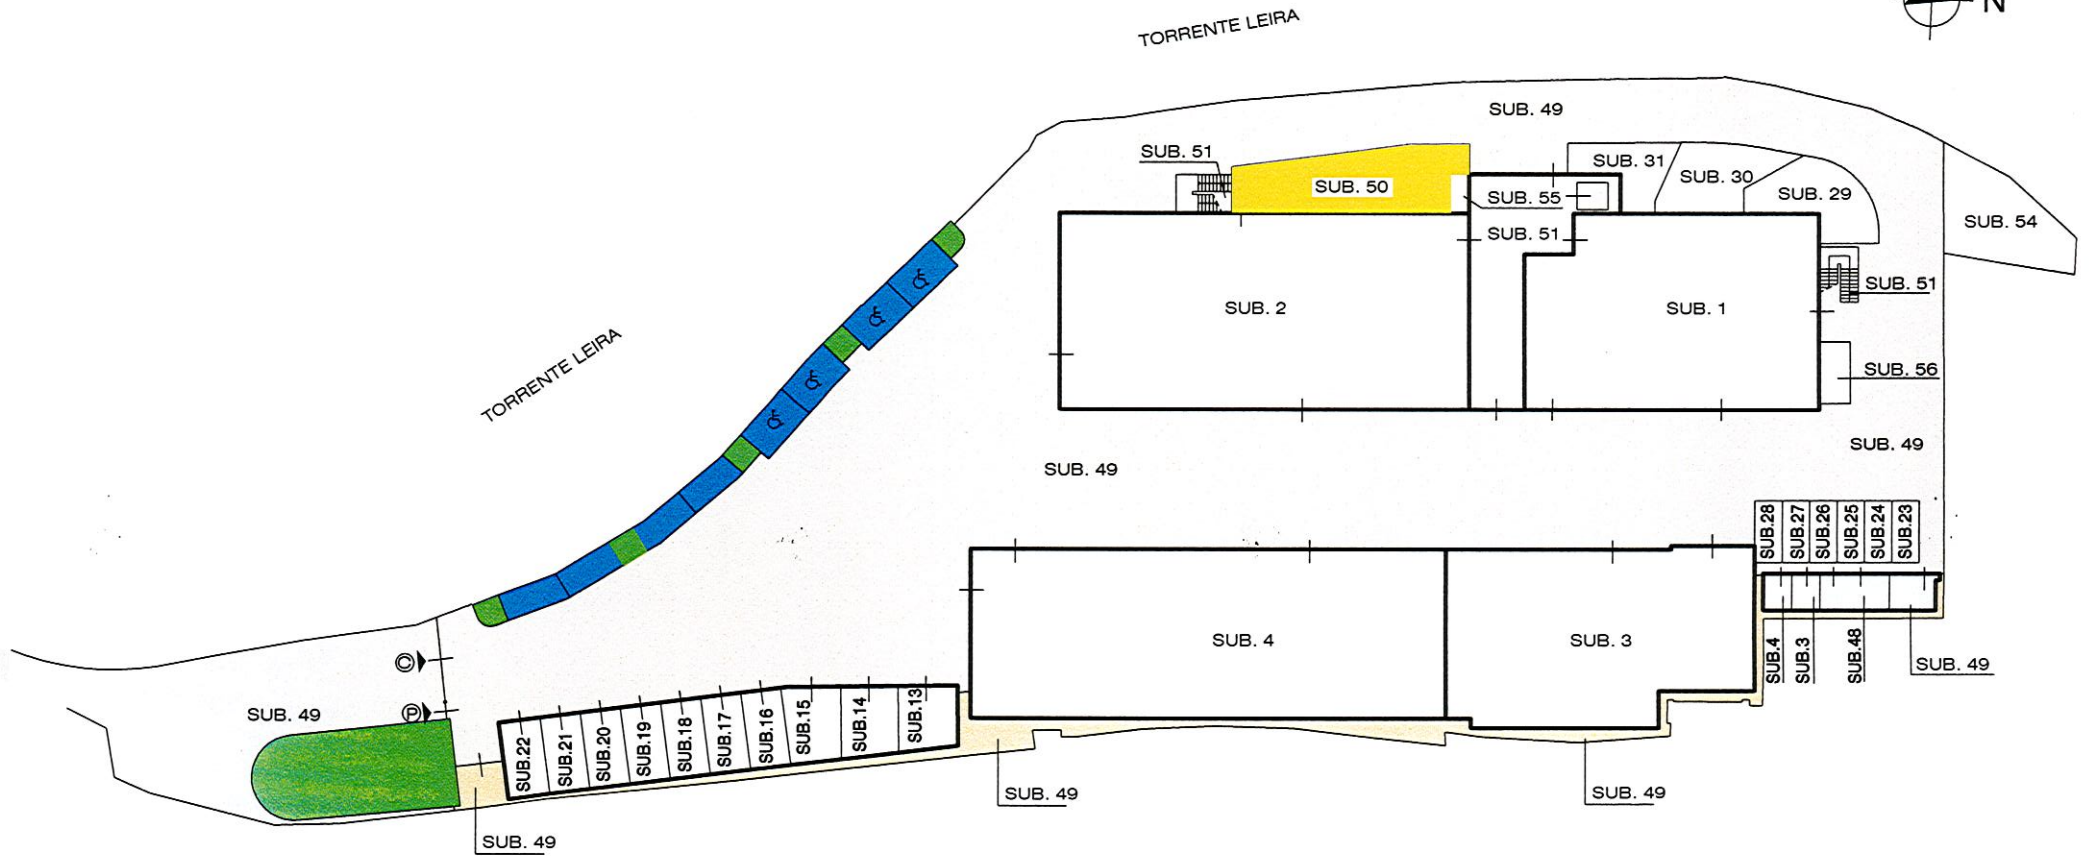 N
TORRENTE LEIRA
SUB. 49
SUB. 51
SUB. 31
SUB. 30
SUB. 50
SUB. 55
SUB. 29
SUB. 54
SUB. 51
SUB. 51
SUB. 2
SUB. 1
TORRENTE LEIRA
SUB. 56
SUB. 49
SUB. 49
SUB.28
SUB.27
SUB.26
SUB.25
SUB.24
SUB.23
SUB. 4
SUB. 3
SUB.4
SUB.3
SUB.48
SUB. 49
C
P
SUB. 49
SUB.22
SUB.21
SUB.20
SUB.19
SUB.18
SUB.17
SUB.16
SUB.15
SUB.14
SUB.13
SUB. 49
SUB. 49
SUB. 49